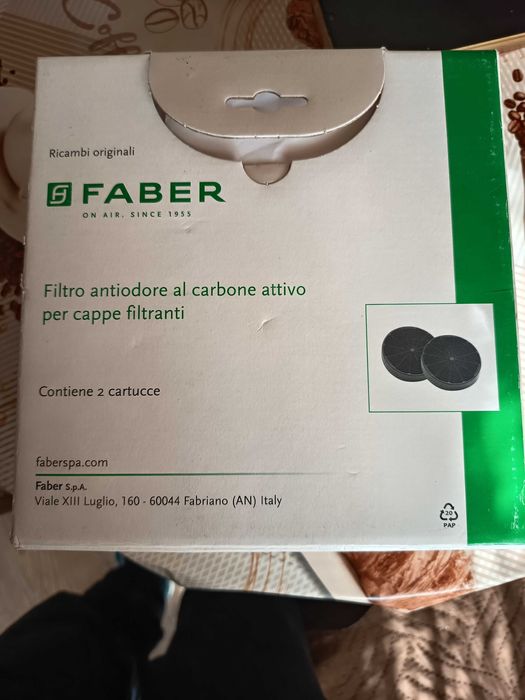 Ricambi originali
FABER
ON AIR, SINCE 1955
Filtro antiodore al carbone attivo
per cappe filtranti
Contiene 2 cartucce
faberspa.com
Faber S.p.A.
Viale XIII Luglio, 160 - 60044 Fabriano (AN) Italy
20
PAP